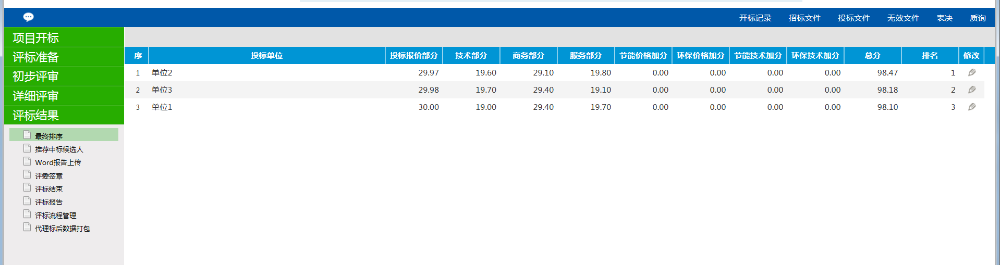 开标记录 招标文件 投标文件 无效文件 表决 质询
项目开标
评标准备
初步评审
详细评审
评标结果
最终排序
推荐中标候选人
Word报告上传
评委签章
评标结束
评标报告
评标流程管理
代理标后数据打包
序 投标单位 投标报价部分 技术部分 商务部分 服务部分 节能价格加分 环保价格加分 节能技术加分 环保技术加分 总分 排名 修改
1 单位2 29.97 19.60 29.10 19.80 0.00 0.00 0.00 0.00 98.47 1
2 单位3 29.98 19.70 29.40 19.10 0.00 0.00 0.00 0.00 98.18 2
3 单位1 30.00 19.00 29.40 19.70 0.00 0.00 0.00 0.00 98.10 3